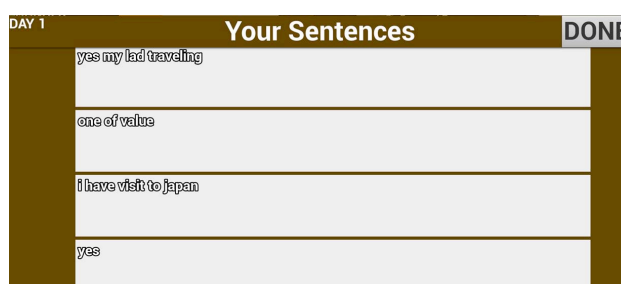 DAY 1
Your Sentences
DONE
yes my lad traveling
one of value
i have visit to japan
yes